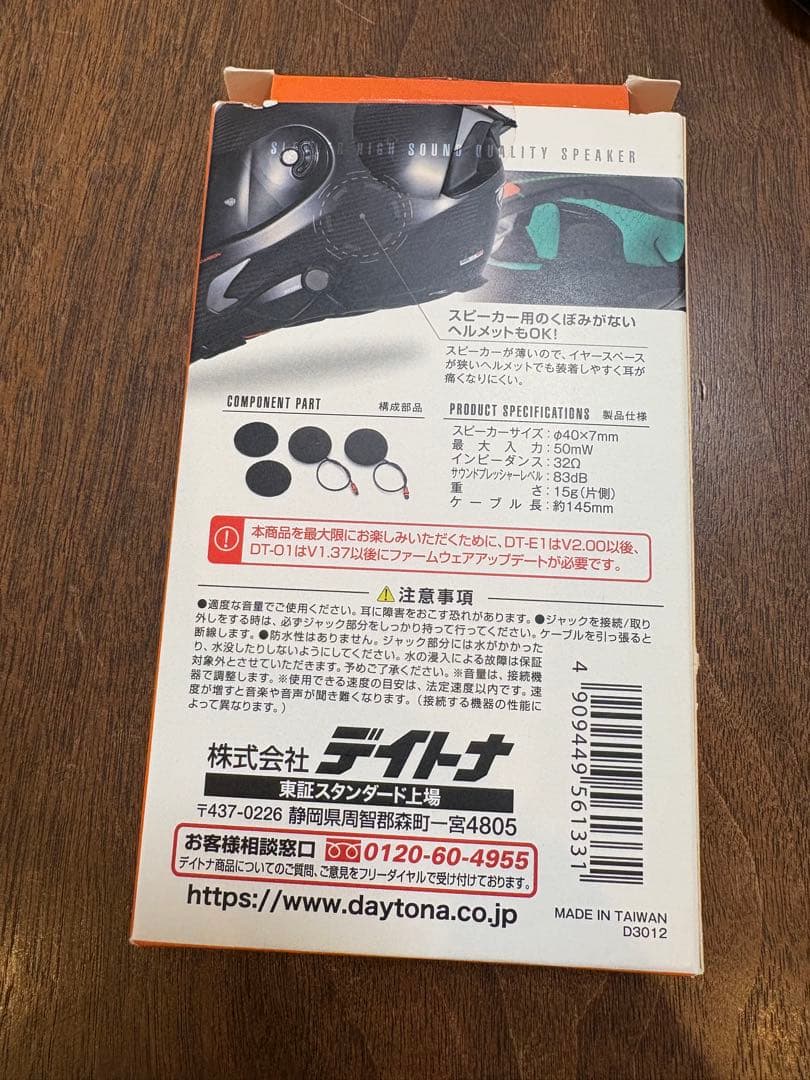 HIGH SOUND QUALITY SPEAKER
スピーカー用のくぼみがない
ヘルメットもOK!
スピーカーが薄いので、イヤースペース
が狭いヘルメットでも装着しやすく耳が
痛くなりにくい。
COMPONENT PART 構成部品
PRODUCT SPECIFICATIONS 製品仕様
スピーカーサイズ:φ40×7mm
最大入力:50mW
インピーダンス:32Ω
サウンドプレッシャーレベル:83dB
重さ:15g(片側)
ケーブル長:約145mm
本商品を最大限にお楽しみいただくために、DT-E1はV2.00以後、
DT-01はV1.37以後にファームウェアアップデートが必要です。
注意事項
●適度な音量でご使用ください。耳に障害をおこす恐れがあります。●ジャックを接続/取り
外しをする時は、必ずジャック部分をしっかり持って行ってください。ケーブルを引っ張ると
断線します。●防水性はありません。ジャック部分には水がかかった
り、水没したりしないようにしてください。水の浸入による故障は保証
対象外とさせていただきます。予めご了承ください。※音量は、接続機
器で調整します。※使用できる速度の目安は、法定速度以内です。速
度が増すと音楽や音声が聞き難くなります。(接続する機器の性能に
よって異なります。)
株式会社 デイトナ
東証スタンダード上場
〒437-0226 静岡県周智郡森町一宮4805
お客様相談窓口 0120-60-4955
デイトナ商品についてのご質問、ご意見をフリーダイヤルで受け付けております。
https://www.daytona.co.jp
4 909449 561331
MADE IN TAIWAN
D3012